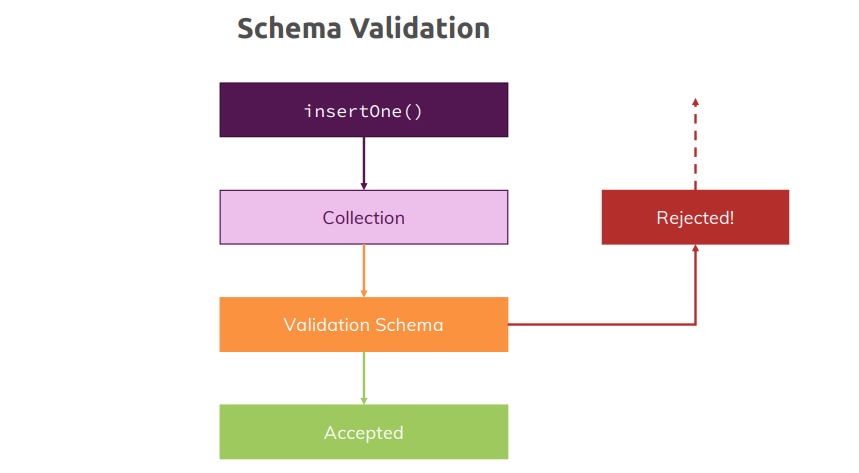 Schema Validation
insertOne()
Collection
Rejected!
Validation Schema
Accepted